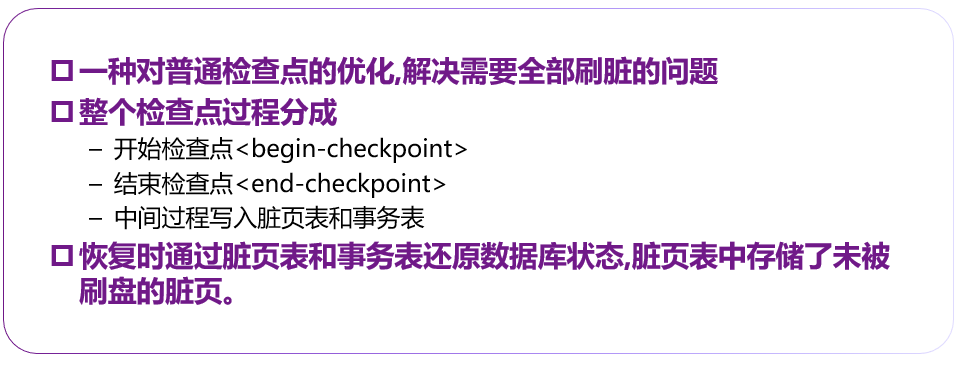 一种对普通检查点的优化,解决需要全部刷脏的问题
整个检查点过程分成
– 开始检查点<begin-checkpoint>
– 结束检查点<end-checkpoint>
– 中间过程写入脏页表和事务表
恢复时通过脏页表和事务表还原数据库状态,脏页表中存储了未被
刷盘的脏页。